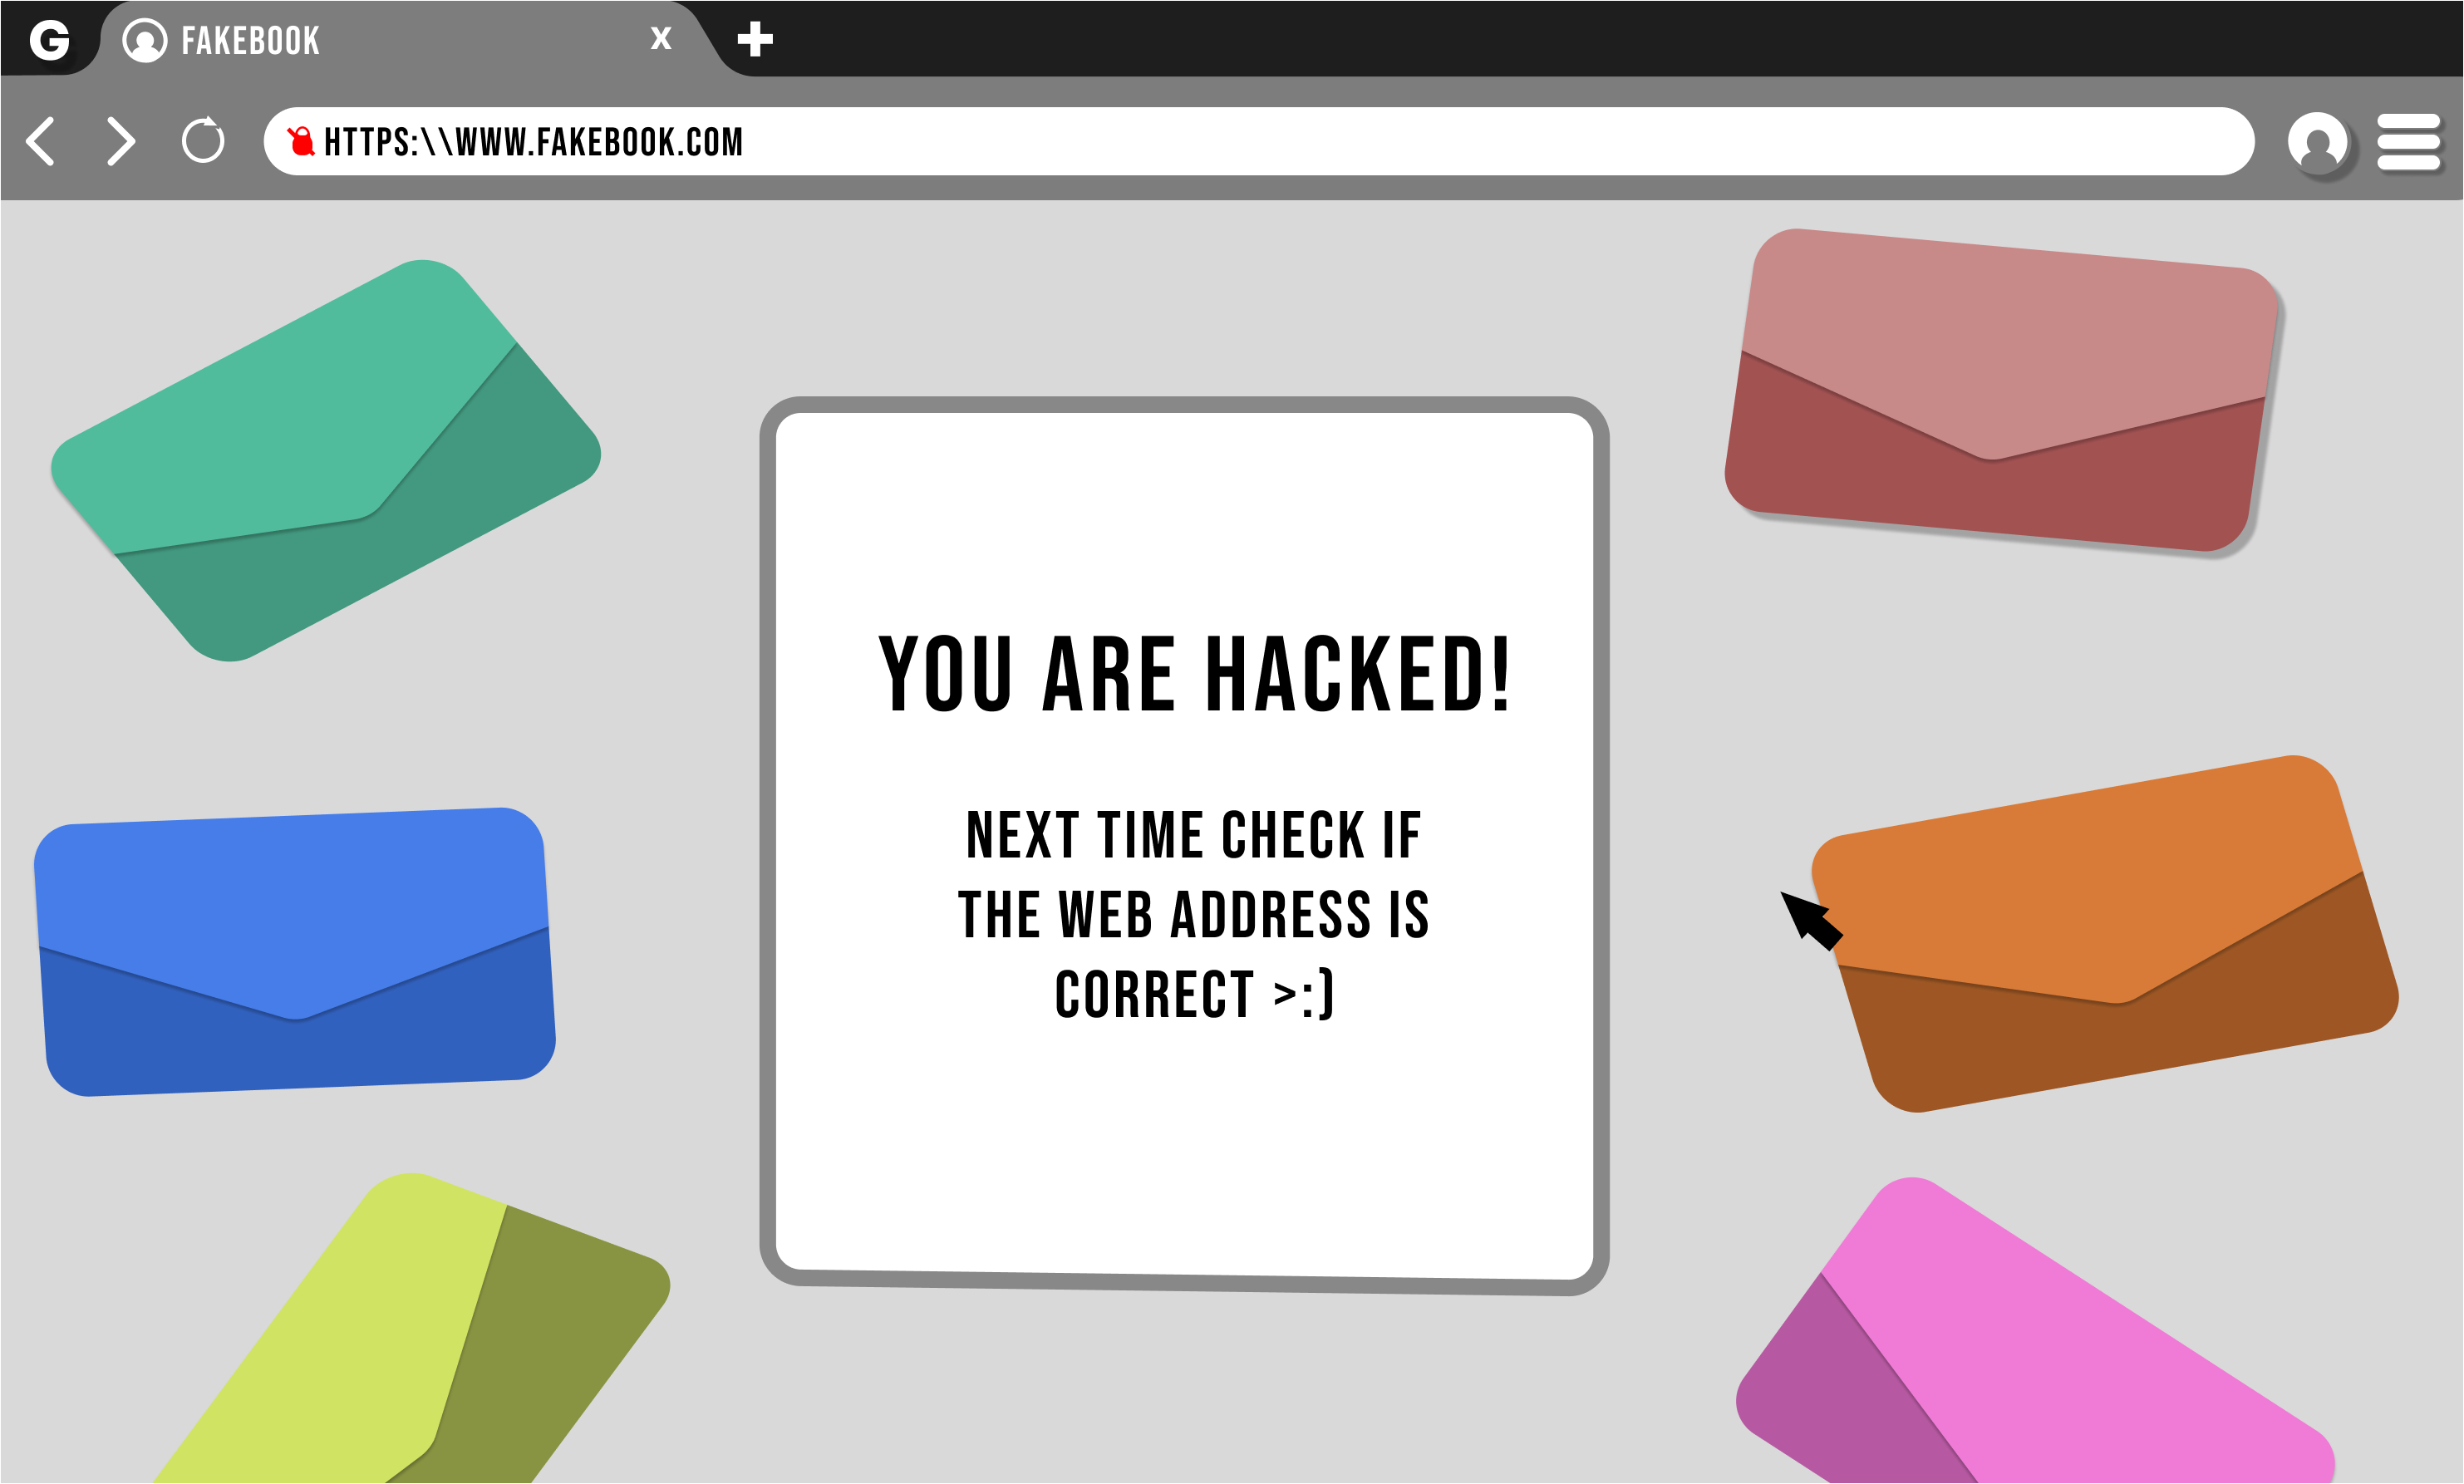 G
FAKEBOOK
X
HTTPS:\\WWW.FAKEBOOK.COM
YOU ARE HACKED!
NEXT TIME CHECK IF
THE WEB ADDRESS IS
CORRECT >:)